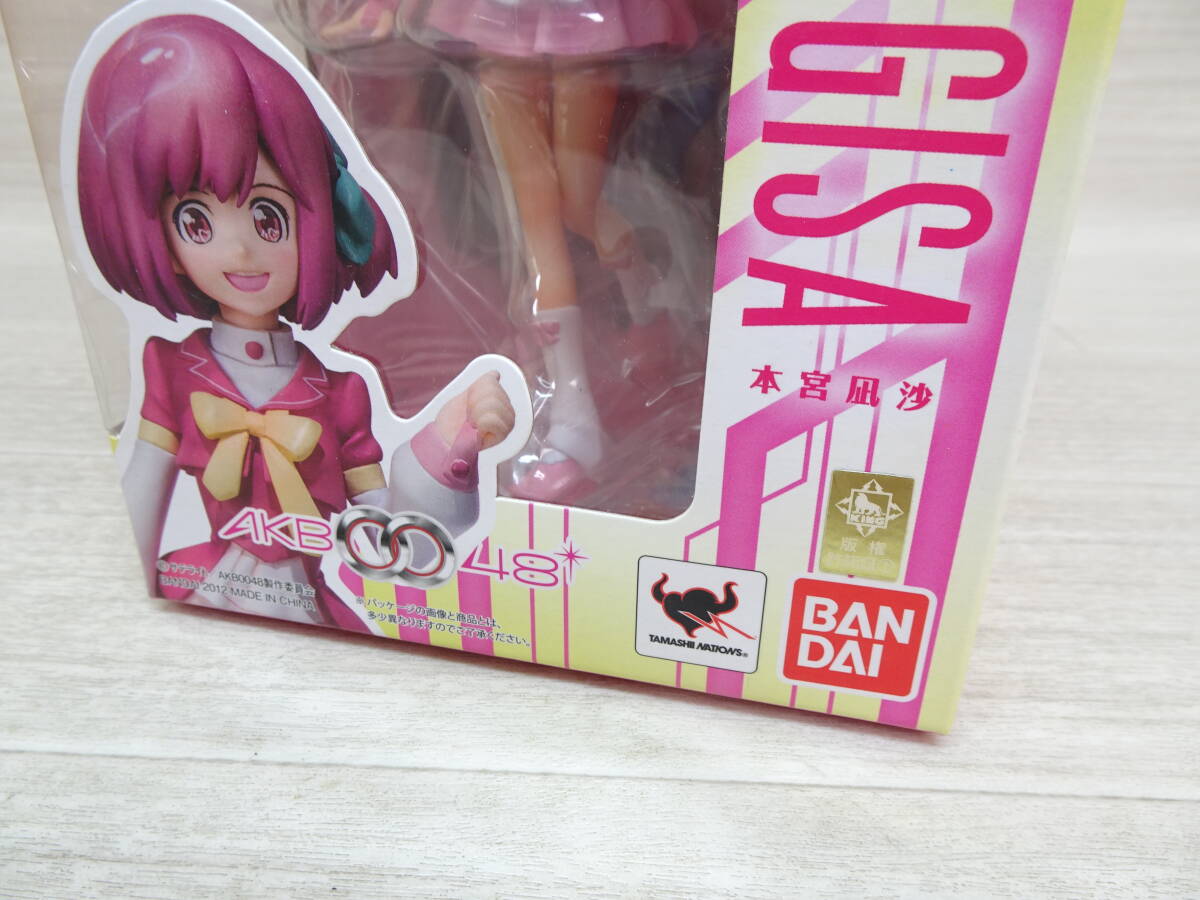 GISA
本宮凪沙
AKB0048
© サテライト／AKB0048製作委員会
BANDAI 2012 MADE IN CHINA
※パッケージの画像と商品とは、
多少異なりますのでご了承ください。
KING
版権
TAMASHII NATIONS®
BAN
DAI